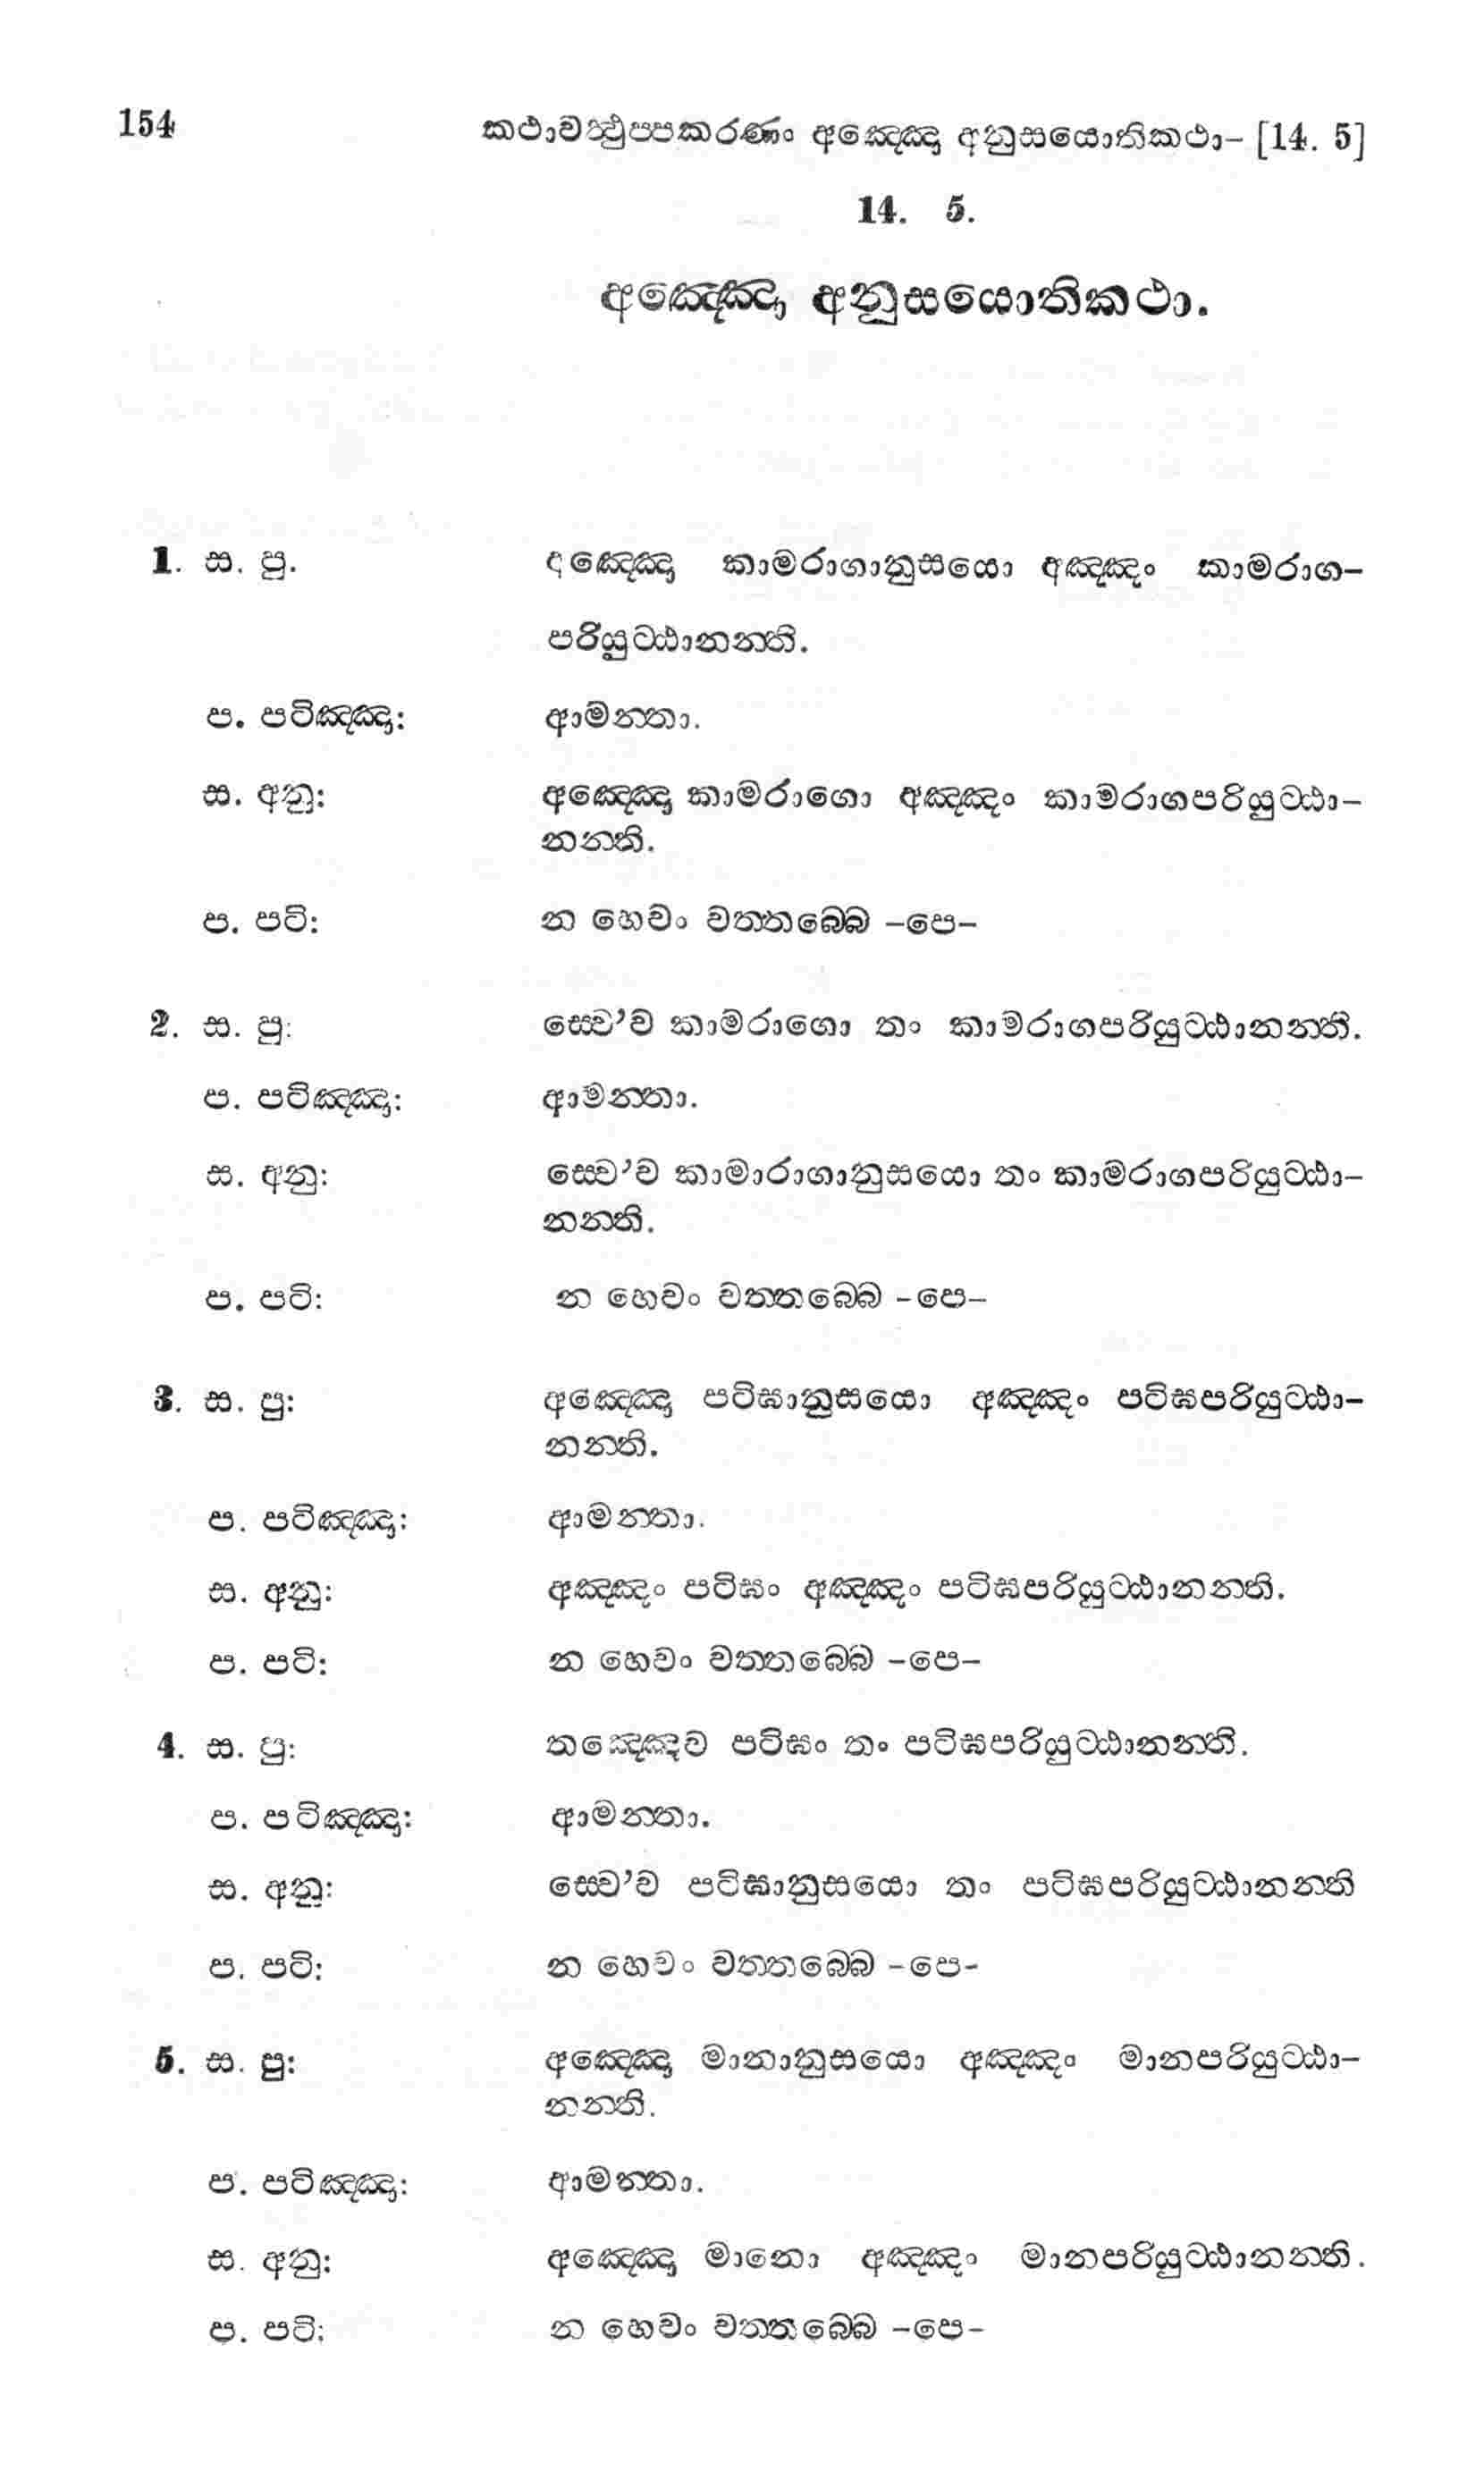 154 කථාවත්‍ථුප්පකරණං අඤ්ඤො අනුසයොතිකථා– [14. 5]
14. 5.
අඤ්ඤො අනුසයොතිකථා.
1. ස. පු. අඤ්ඤො කාමරාගානුසයො අඤ්ඤං කාමරාග–
පරියුට්ඨානන්ති.
ප. පටිඤ්ඤා: ආමන්තා.
ස. අනු: අඤ්ඤො කාමරාගො අඤ්ඤං කාමරාගපරියුට්ඨා–
නන්ති.
ප. පටි: න හෙවං වත්තබ්බෙ –පෙ–
2. ස. පු: ස්වෙ’ව කාමරාගො තං කාමරාගපරියුට්ඨානන්ති.
ප. පටිඤ්ඤා: ආමන්තා.
ස. අනු: ස්වෙ’ව කාමාරාගානුසයො තං කාමරාගපරියුට්ඨා–
නන්ති.
ප. පටි: න හෙවං වත්තබ්බෙ –පෙ–
3. ස. පු: අඤ්ඤො පටිඝානුසයො අඤ්ඤං පටිඝපරියුට්ඨා–
නන්ති.
ප. පටිඤ්ඤා: ආමන්තා.
ස. අනු: අඤ්ඤං පටිඝං අඤ්ඤං පටිඝපරියුට්ඨානන්ති.
ප. පටි: න හෙවං වත්තබ්බෙ –පෙ–
4. ස. පු: තඤ්ඤෙව පටිඝං තං පටිඝපරියුට්ඨානන්ති.
ප. පටිඤ්ඤා: ආමන්තා.
ස. අනු: ස්වෙ’ව පටිඝානුසයො තං පටිඝපරියුට්ඨානන්ති
ප. පටි: න හෙවං වත්තබ්බෙ –පෙ–
5. ස. පු: අඤ්ඤො මානානුසයො අඤ්ඤං මානපරියුට්ඨා–
නන්ති.
ප. පටිඤ්ඤා: ආමන්තා.
ස. අනු: අඤ්ඤො මානො අඤ්ඤං මානපරියුට්ඨානන්ති.
ප. පටි: න හෙවං වත්තබ්බෙ –පෙ–